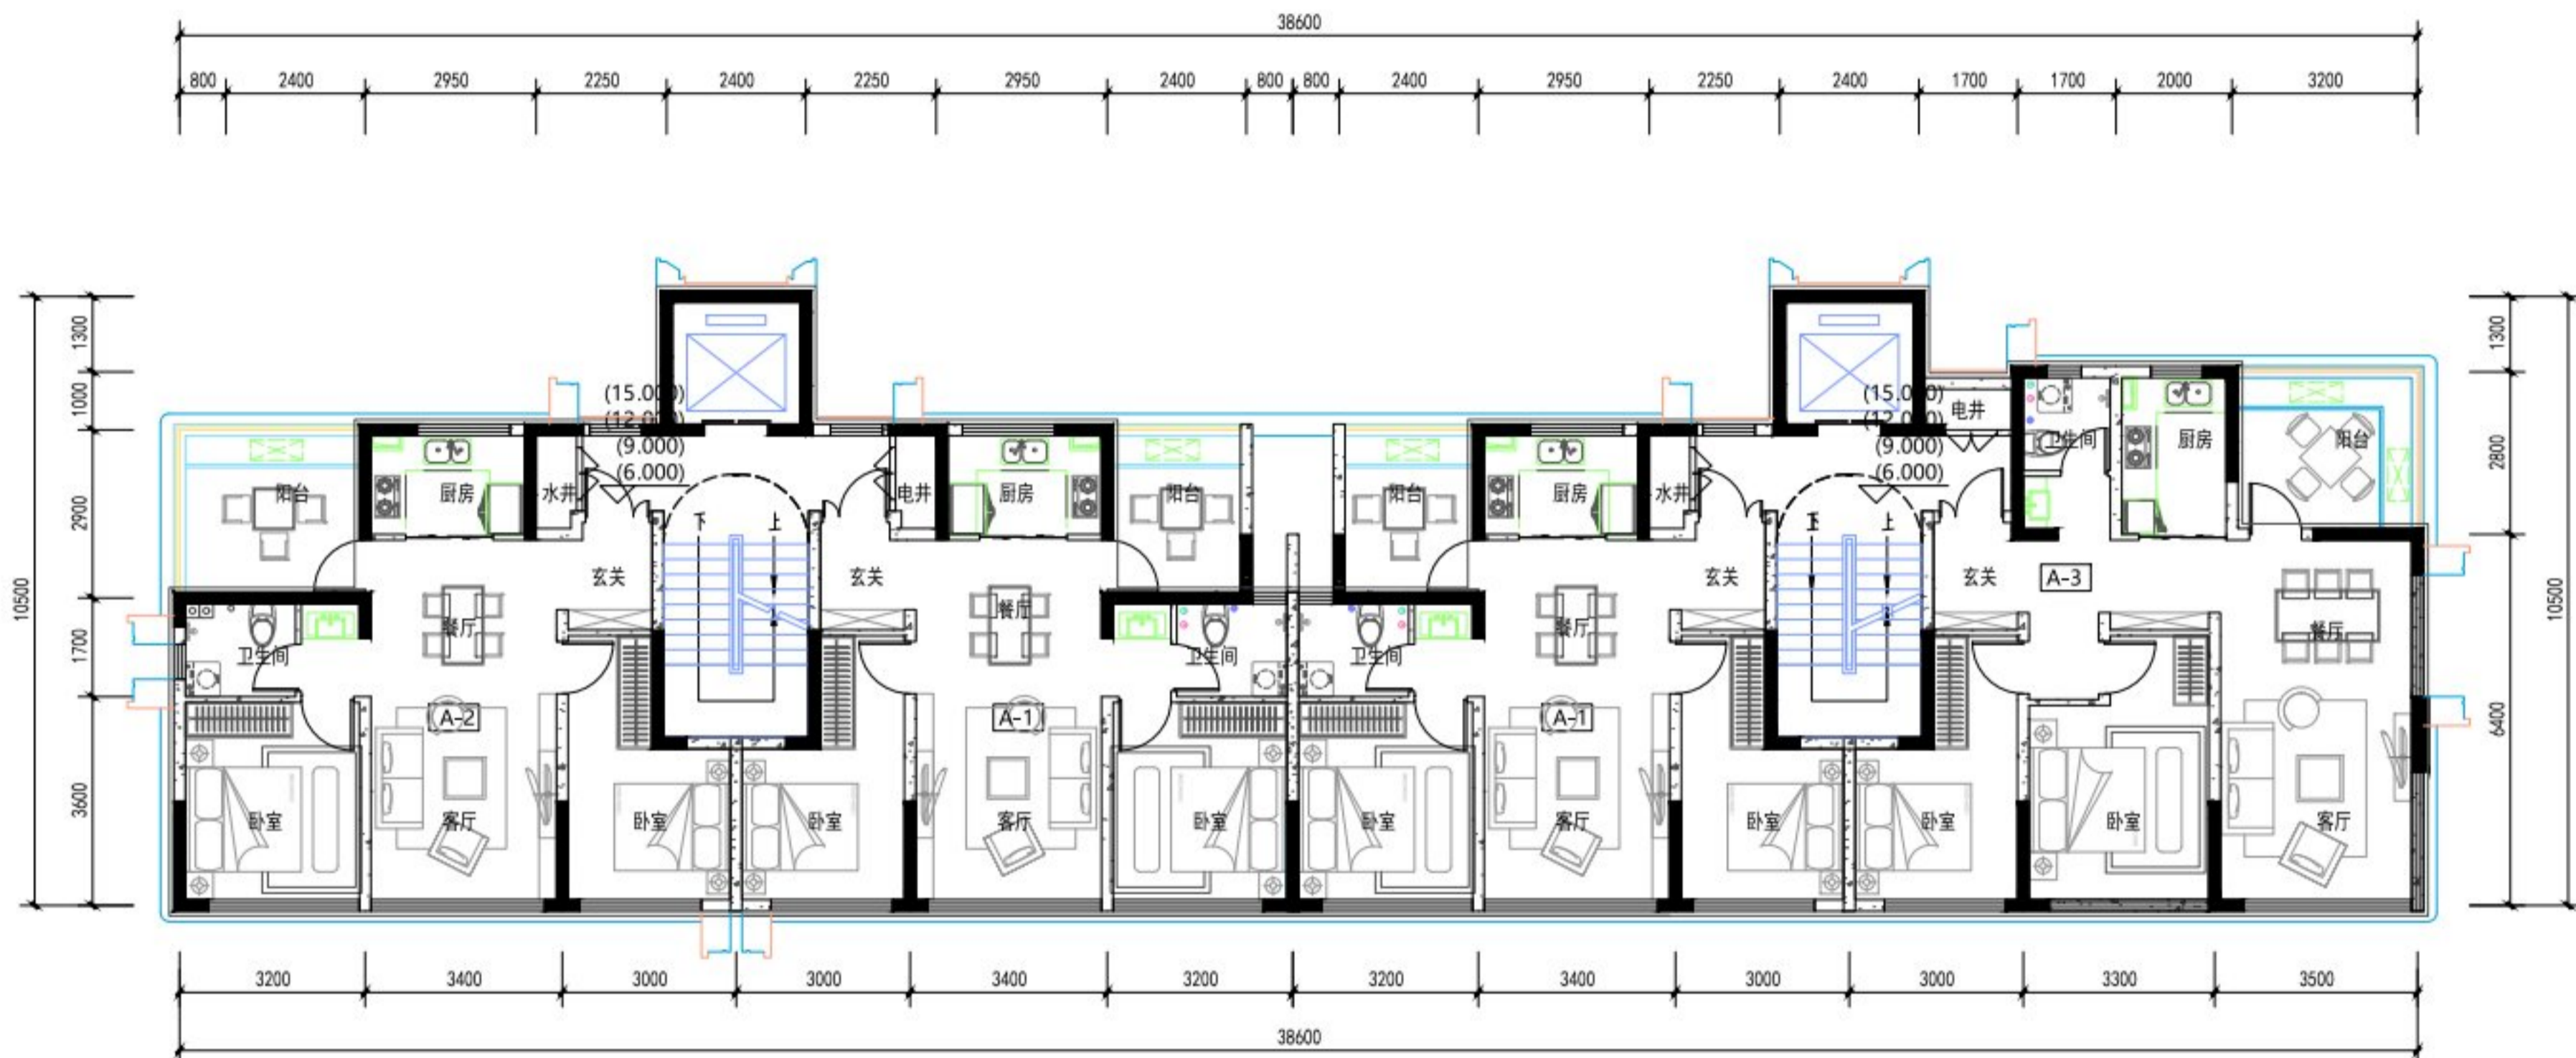 38600
800 2400 2950 2250 2400 2250 2950 2400 800 800 2400 2950 2250 2400 1700 1700 2000 3200
1300
1000
2900
1700
3600
10500
1300
2800
6400
10500
(15.000)
(12.000)
(9.000)
(6.000)
(15.000)
(12.000)
(9.000)
(6.000)
电井
卫生间
厨房
阳台
阳台
厨房
水井
下
上
电井
厨房
阳台
阳台
厨房
水井
下
上
玄关
玄关
玄关
玄关
A-3
餐厅
餐厅
餐厅
餐厅
卫生间
卫生间
卫生间
A-2
A-1
A-1
卧室
客厅
卧室
卧室
客厅
卧室
卧室
客厅
卧室
卧室
卧室
客厅
3200 3400 3000 3000 3400 3200 3200 3400 3000 3000 3300 3500
38600